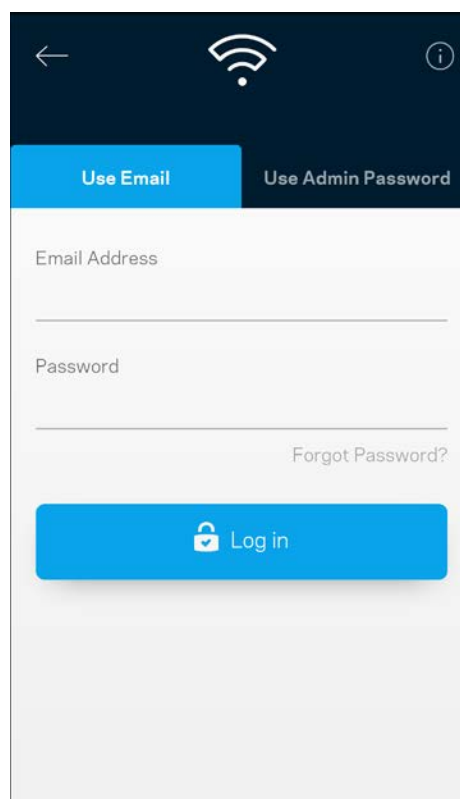 Use Email
Use Admin Password
Email Address
Password
Forgot Password?
Log in